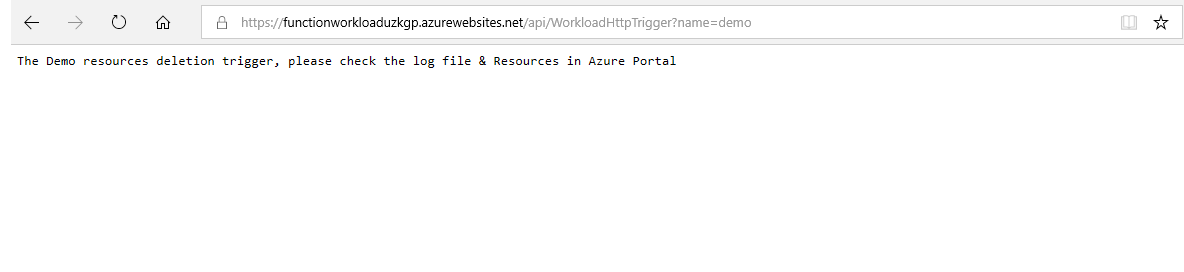 https://functionworkloaduzkgp.azurewebsites.net/api/WorkloadHttpTrigger?name=demo
The Demo resources deletion trigger, please check the log file & Resources in Azure Portal